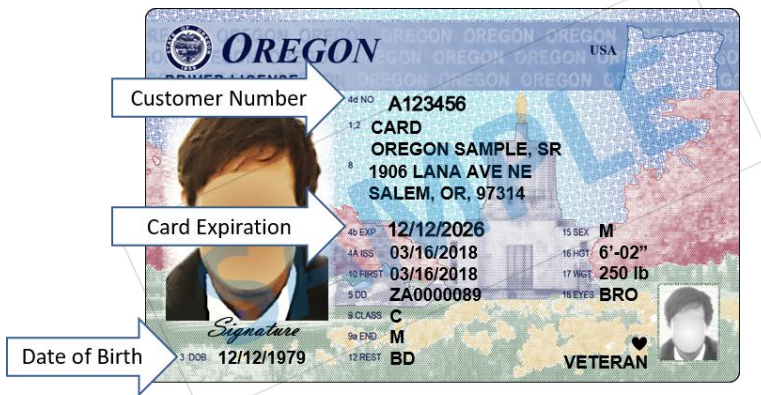 OREGON
USA
DRIVER LICENSE
Customer Number
4d NO A123456
1,2 CARD
OREGON SAMPLE, SR
8 1906 LANA AVE NE
SALEM, OR, 97314
Card Expiration
4b EXP 12/12/2026 15 SEX M
4A ISS 03/16/2018 16 HGT 6'-02”
10 FIRST 03/16/2018 17 WGT 250 lb
5 DD ZA0000089 18 EYES BRO
9 CLASS C
Signature
9a END M
Date of Birth
3 DOB 12/12/1979 12 REST BD
VETERAN
SAMPLE